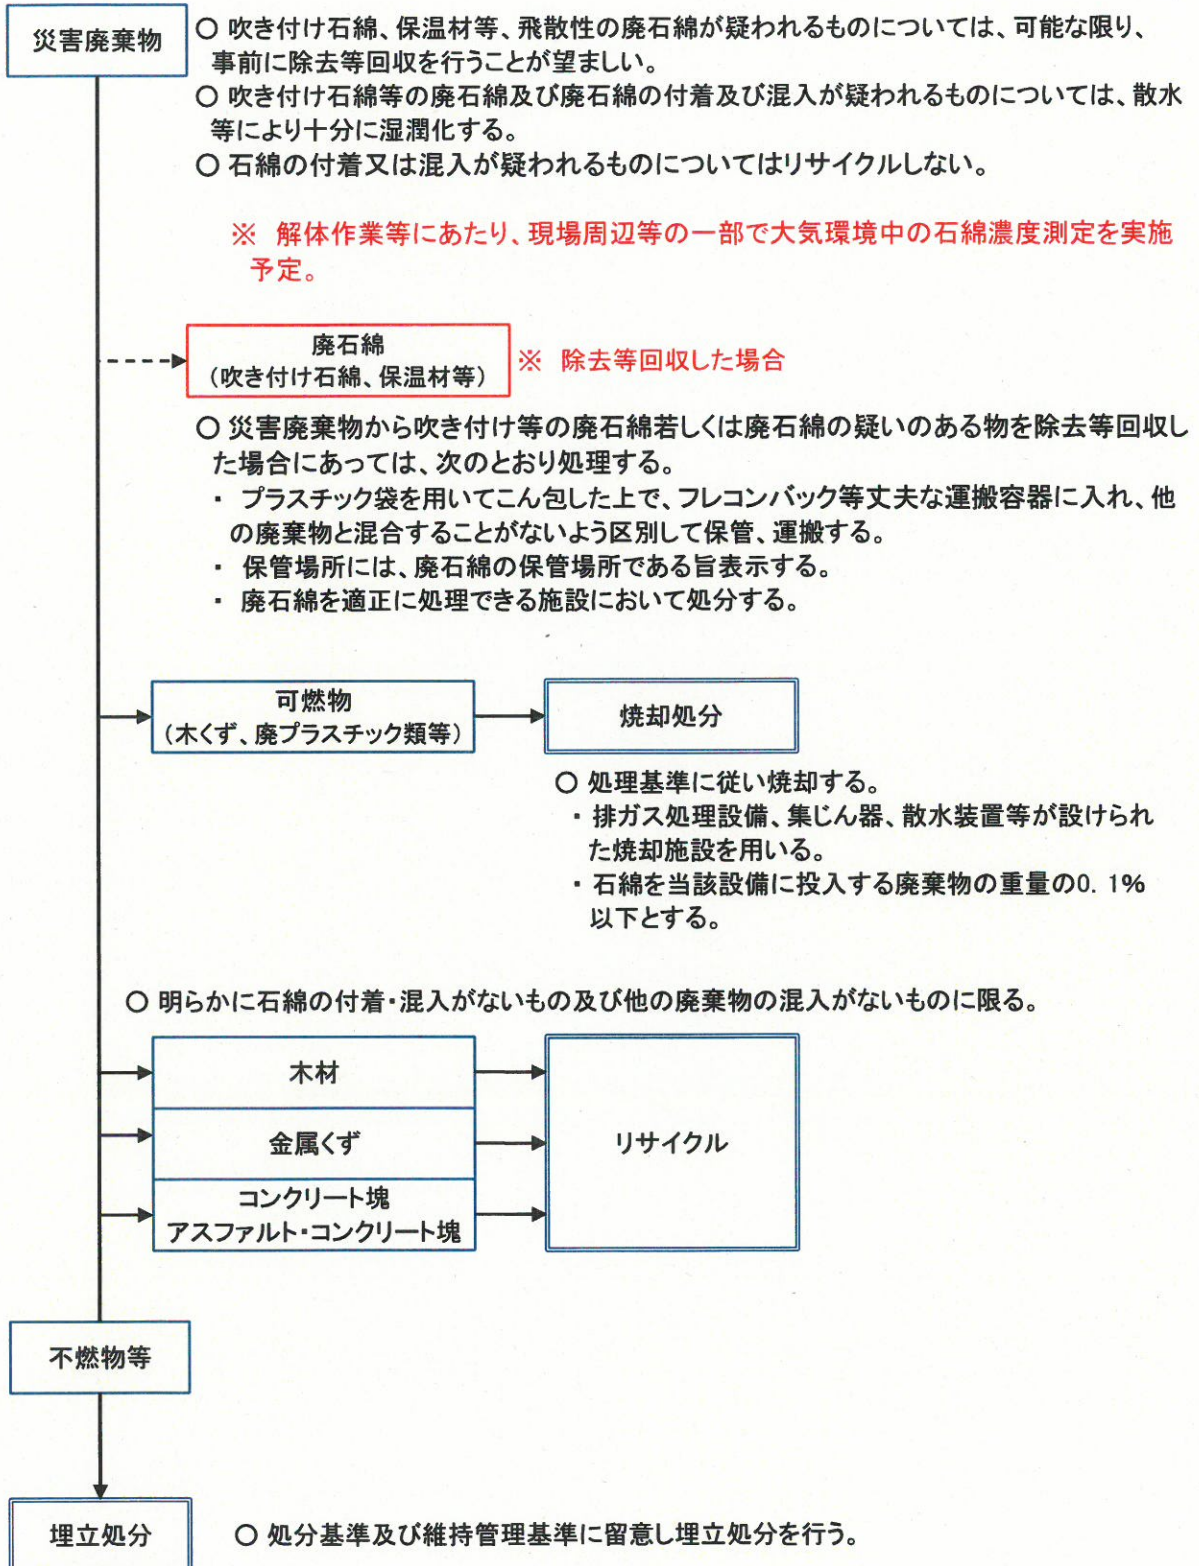 災害廃棄物
○ 吹き付け石綿、保温材等、飛散性の廃石綿が疑われるものについては、可能な限り、
事前に除去等回収を行うことが望ましい。
○ 吹き付け石綿等の廃石綿及び廃石綿の付着及び混入が疑われるものについては、散水
等により十分に湿潤化する。
○ 石綿の付着又は混入が疑われるものについてはリサイクルしない。
※ 解体作業等にあたり、現場周辺等の一部で大気環境中の石綿濃度測定を実施
予定。
廃石綿
(吹き付け石綿、保温材等)
※ 除去等回収した場合
○ 災害廃棄物から吹き付け等の廃石綿若しくは廃石綿の疑いのある物を除去等回収し
た場合にあっては、次のとおり処理する。
・ プラスチック袋を用いてこん包した上で、フレコンバック等丈夫な運搬容器に入れ、他
の廃棄物と混合することがないよう区別して保管、運搬する。
・ 保管場所には、廃石綿の保管場所である旨表示する。
・ 廃石綿を適正に処理できる施設において処分する。
可燃物
(木くず、廃プラスチック類等)
焼却処分
○ 処理基準に従い焼却する。
・ 排ガス処理設備、集じん器、散水装置等が設けられ
た焼却施設を用いる。
・ 石綿を当該設備に投入する廃棄物の重量の0.1%
以下とする。
○ 明らかに石綿の付着・混入がないもの及び他の廃棄物の混入がないものに限る。
木材
金属くず
コンクリート塊
アスファルト・コンクリート塊
リサイクル
不燃物等
埋立処分
○ 処分基準及び維持管理基準に留意し埋立処分を行う。